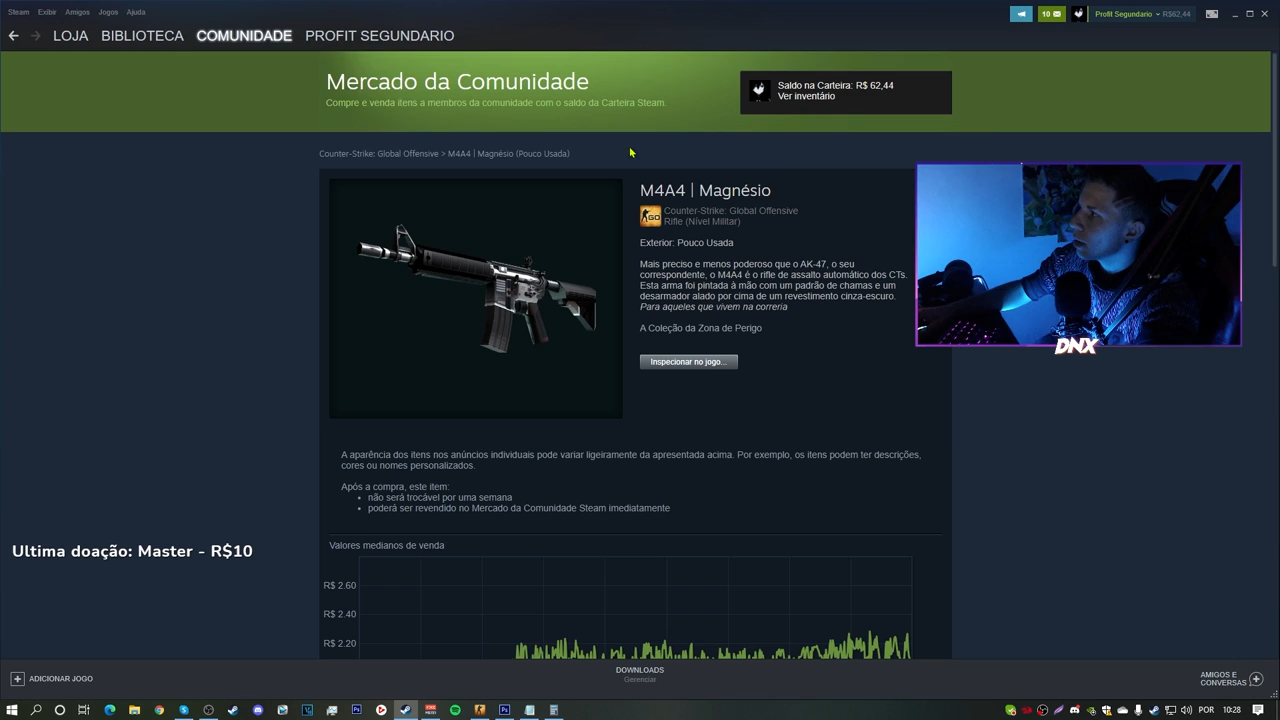 Steam Exibir Amigos Jogos Ajuda
10
Profit Segundario R$62,44
LOJA BIBLIOTECA COMUNIDADE PROFIT SEGUNDARIO
Mercado da Comunidade
Compre e venda itens a membros da comunidade com o saldo da Carteira Steam.
Saldo na Carteira: R$ 62,44
Ver inventário
Counter-Strike: Global Offensive > M4A4 | Magnésio (Pouco Usada)
M4A4 | Magnésio
GO
Counter-Strike: Global Offensive
Rifle (Nível Militar)
Exterior: Pouco Usada
Mais preciso e menos poderoso que o AK-47, o seu
correspondente, o M4A4 é o rifle de assalto automático dos CTs.
Esta arma foi pintada à mão com um padrão de chamas e um
desarmador alado por cima de um revestimento cinza-escuro.
Para aqueles que vivem na correria
A Coleção da Zona de Perigo
Inspecionar no jogo...
DNX
A aparência dos itens nos anúncios individuais pode variar ligeiramente da apresentada acima. Por exemplo, os itens podem ter descrições,
cores ou nomes personalizados.
Após a compra, este item:
não será trocável por uma semana
poderá ser revendido no Mercado da Comunidade Steam imediatamente
Ultima doação: Master - R$10
Valores medianos de venda
R$ 2.60
R$ 2.40
R$ 2.20
ADICIONAR JOGO
DOWNLOADS
Gerenciar
AMIGOS E
CONVERSAS
POR 10:28